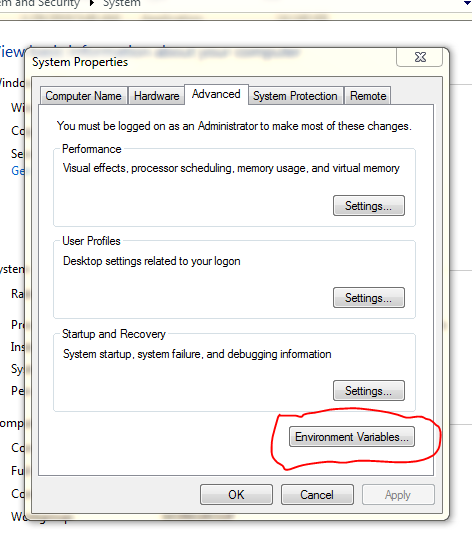 em and Security ▸ System
System Properties
Computer Name Hardware Advanced System Protection Remote
You must be logged on as an Administrator to make most of these changes.
Performance
Visual effects, processor scheduling, memory usage, and virtual memory
Settings...
User Profiles
Desktop settings related to your logon
Settings...
Startup and Recovery
System startup, system failure, and debugging information
Settings...
Environment Variables...
OK Cancel Apply